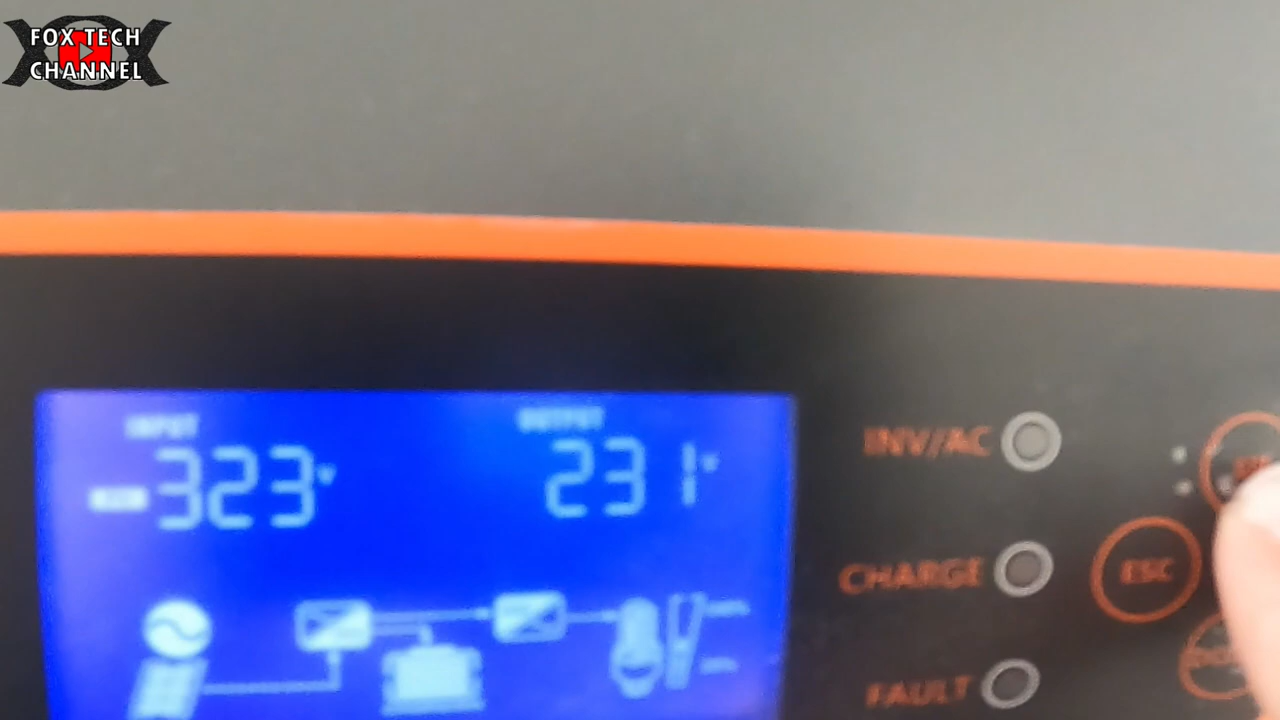 FOX TECH
CHANNEL
INPUT
OUTPUT
323V
231V
INV/AC
CHARGE
ESC
FAULT